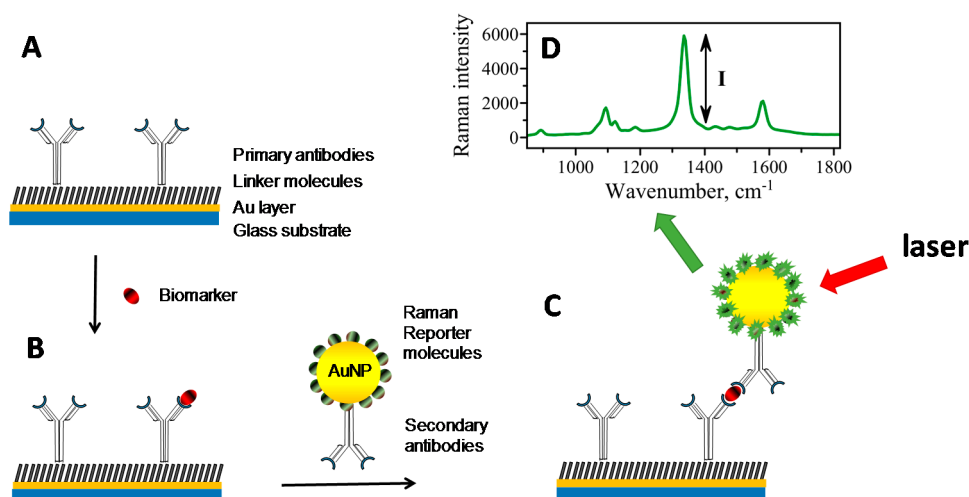 A
Primary antibodies
Linker molecules
Au layer
Glass substrate
Biomarker
B
AuNP
Raman
Reporter
molecules
Secondary
antibodies
C
laser
D
Raman intensity
6000
4000
2000
0
I
1000 1200 1400 1600 1800
Wavenumber, cm⁻¹